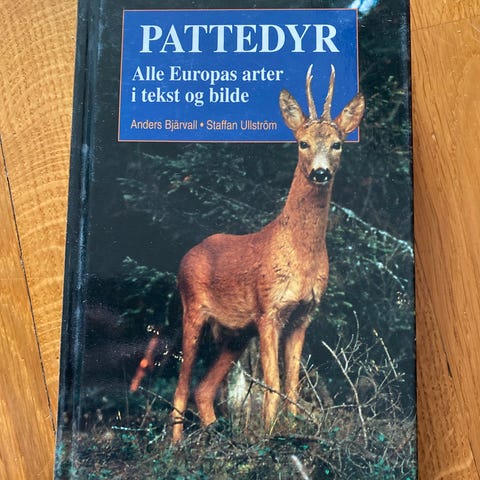 PATTEDYR
Alle Europas arter
i tekst og bilde
Anders Bjärvall • Staffan Ullström